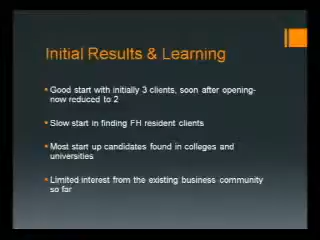 Initial Results & Learning
Good start with initially 3 clients, soon after opening-
now reduced to 2
Slow start in finding FH resident clients
Most start up candidates found in colleges and
universities
Limited interest from the existing business community
so far